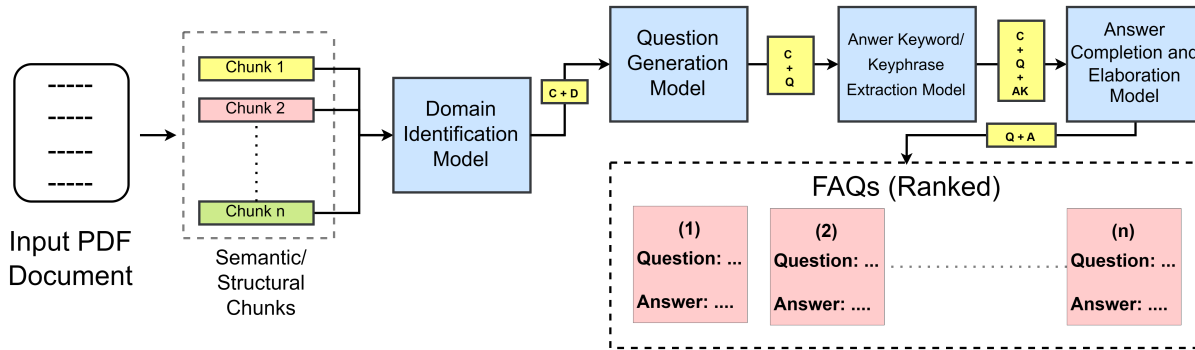 Input PDF
Document
Chunk 1
Chunk 2
Chunk n
Semantic/
Structural
Chunks
Domain
Identification
Model
C + D
Question
Generation
Model
C
+
Q
Anwer Keyword/
Keyphrase
Extraction Model
C
+
Q
+
AK
Answer
Completion and
Elaboration
Model
Q + A
FAQs (Ranked)
(1)
Question: ...
Answer: ....
(2)
Question: ...
Answer: ....
(n)
Question: ...
Answer: ....